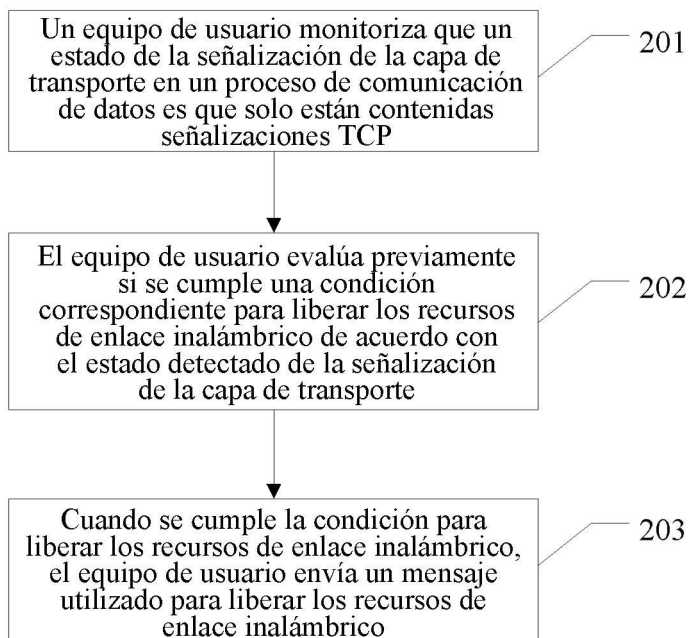 Un equipo de usuario monitoriza que un
estado de la señalización de la capa de
transporte en un proceso de comunicación
de datos es que solo están contenidas
señalizaciones TCP
201
El equipo de usuario evalúa previamente
si se cumple una condición
correspondiente para liberar los recursos
de enlace inalámbrico de acuerdo con
el estado detectado de la señalización
de la capa de transporte
202
Cuando se cumple la condición para
liberar los recursos de enlace inalámbrico,
el equipo de usuario envía un mensaje
utilizado para liberar los recursos de
enlace inalámbrico
203